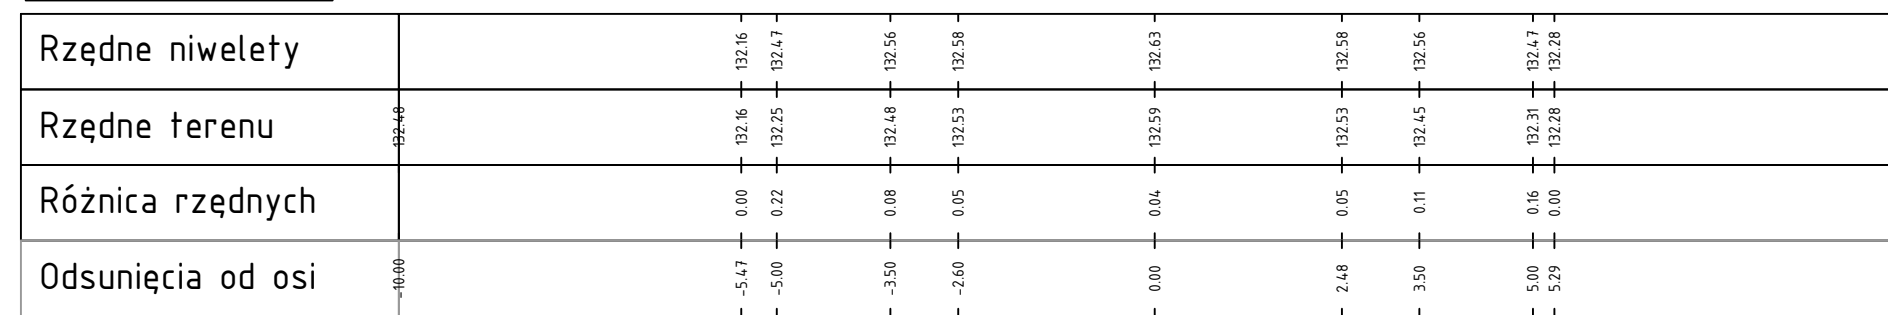 Rzędne niwelety 132.16 132.47 132.56 132.58 132.63 132.58 132.56 132.47 132.28
Rzędne terenu 132.48 132.16 132.25 132.48 132.53 132.59 132.53 132.45 132.31 132.28
Różnica rzędnych 0.00 0.22 0.08 0.05 0.04 0.05 0.11 0.16 0.00
Odsunięcia od osi -10.00 -5.47 -5.00 -3.50 -2.60 0.00 2.48 3.50 5.00 5.29